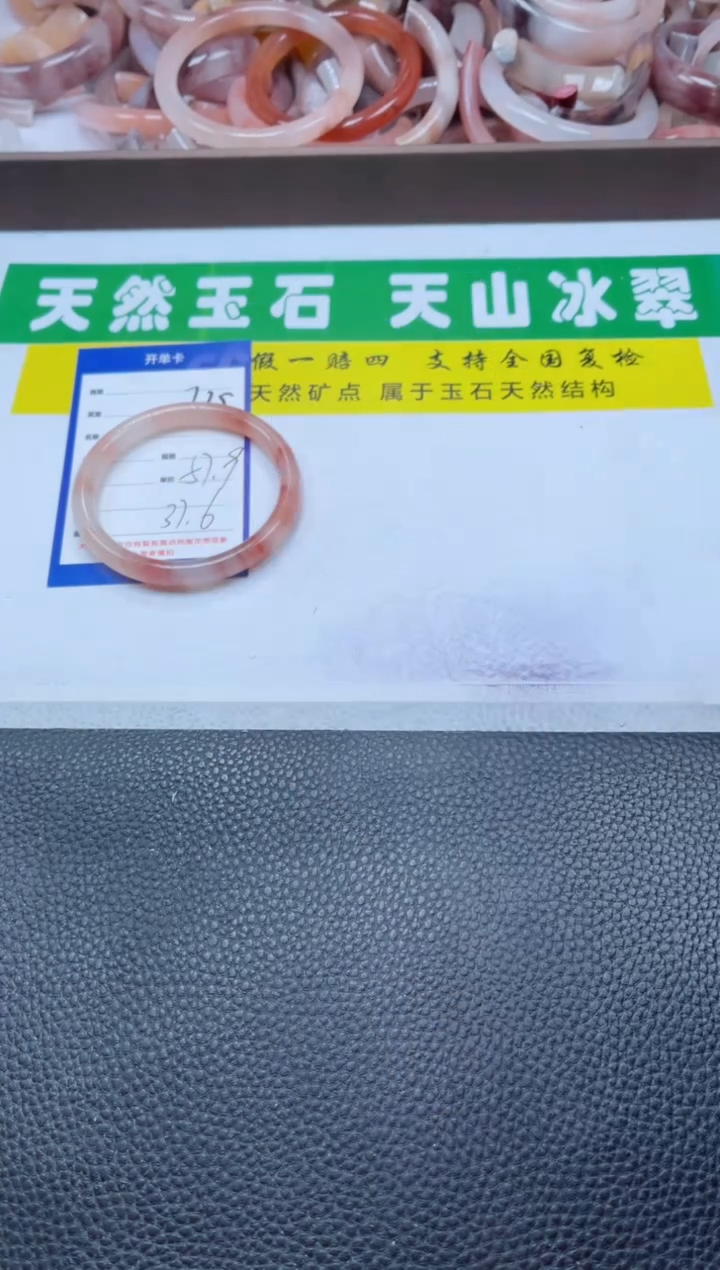 天然玉石 天山冰翠
假一赔四 支持全国复检
天然矿点 属于玉石天然结构
开单卡
57.9
37.6